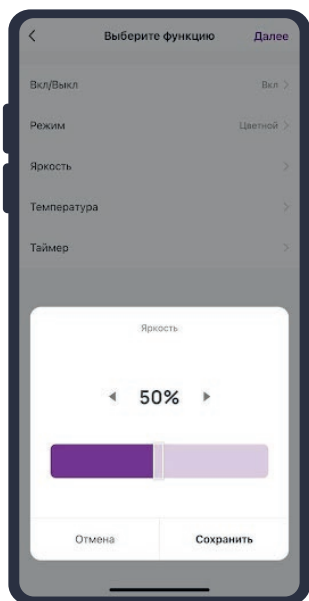 Выберите функцию Далее
Вкл/Выкл Вкл
Режим Цветной
Яркость
Температура
Таймер
Яркость
50%
Отмена Сохранить